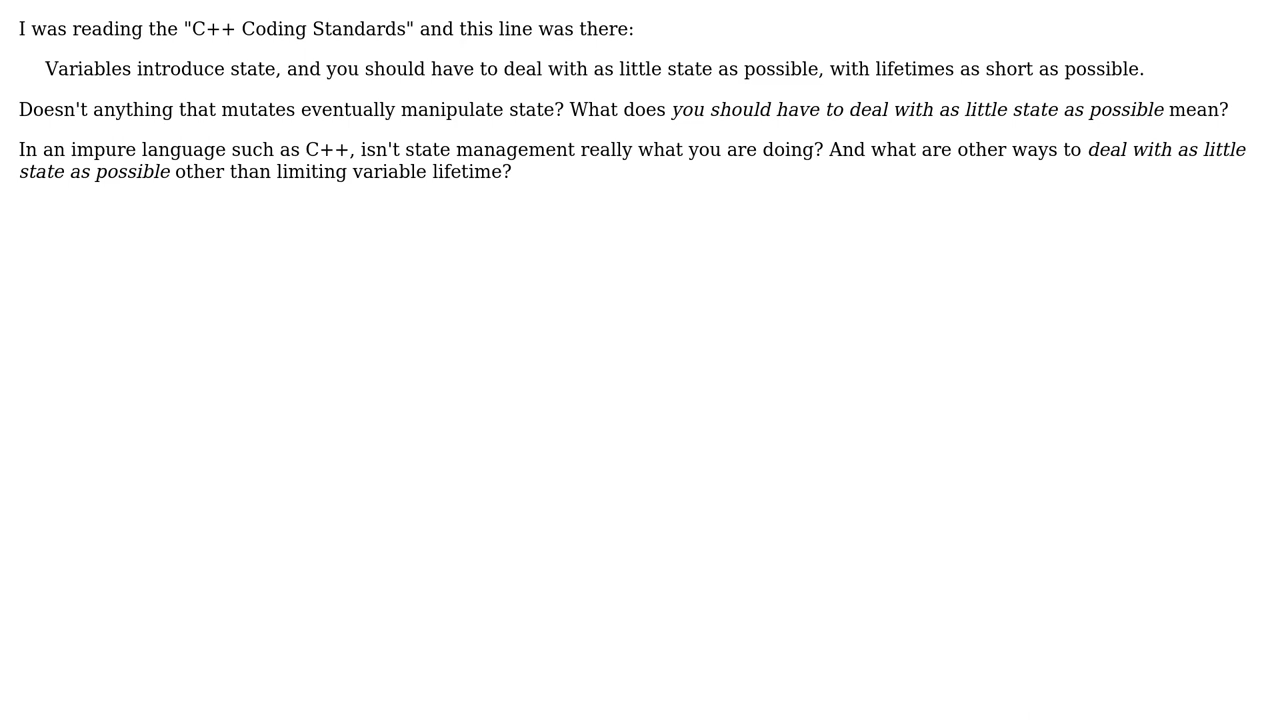 I was reading the "C++ Coding Standards" and this line was there:
Variables introduce state, and you should have to deal with as little state as possible, with lifetimes as short as possible.
Doesn't anything that mutates eventually manipulate state? What does you should have to deal with as little state as possible mean?
In an impure language such as C++, isn't state management really what you are doing? And what are other ways to deal with as little
state as possible other than limiting variable lifetime?